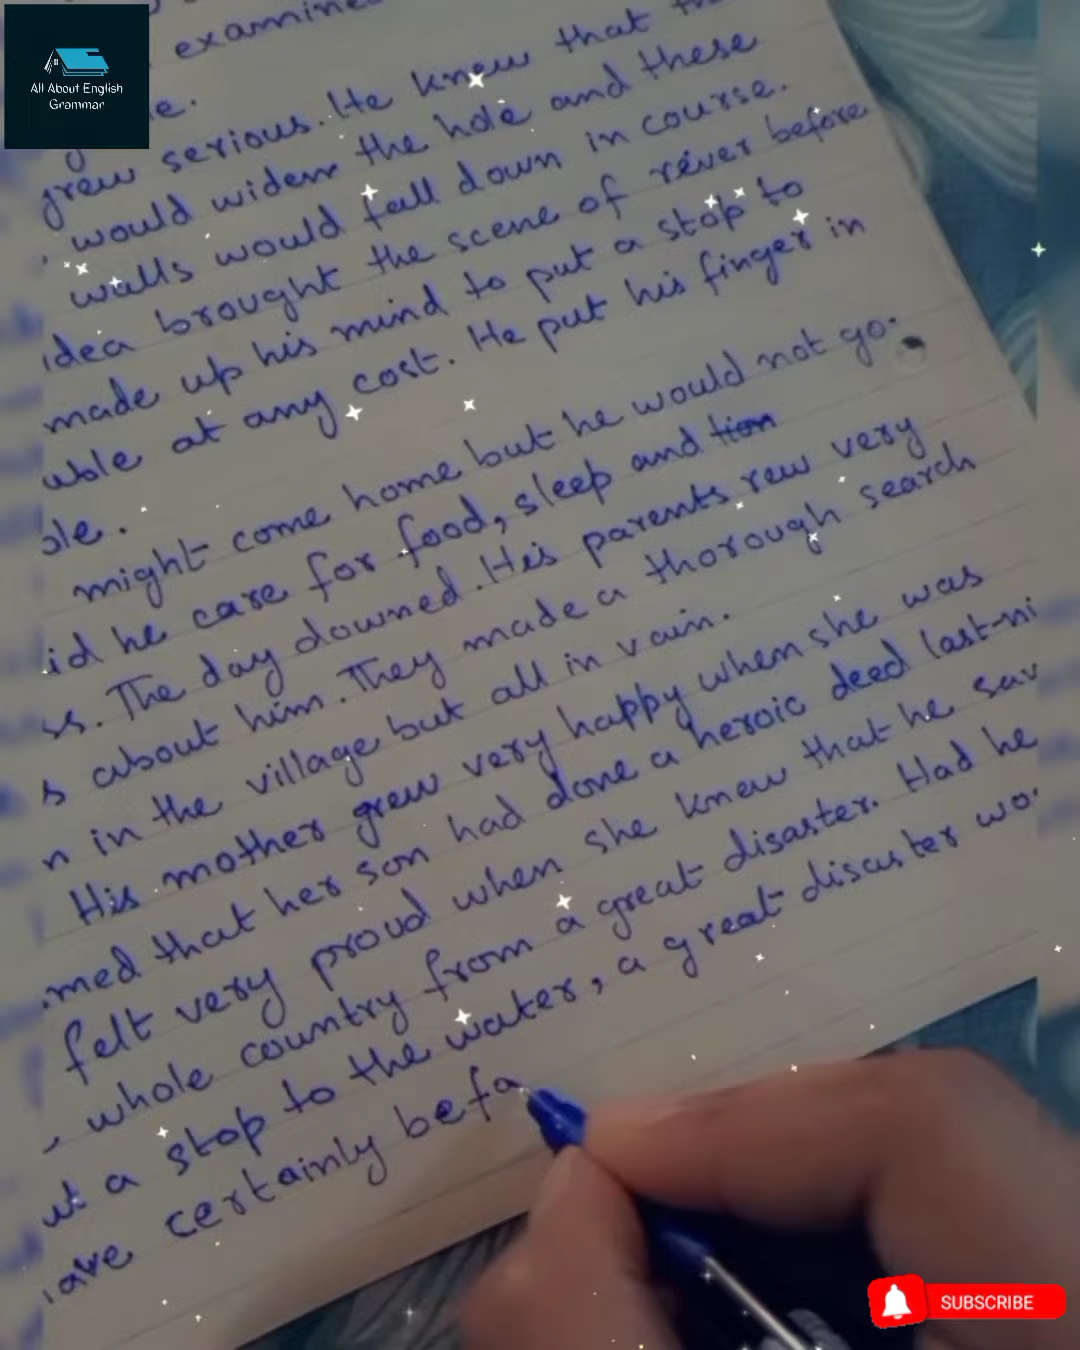 All About English
Grammar
examine
e.
grew serious. He knew that
would widen the hole and these
walls would fall down in course.
idea brought the scene of réver before
made up his mind to put a stop to
uble at any cost. He put his finger in
ole.
might come home but he would not go.
id he care for food, sleep and tion
ss. The day downed. His parents rew very
s about him. They made a thorough search
n in the village but all in vain.
His mother grew very happy when she was
med that her son had done a heroic deed last-ni
felt very proud when she knew that he sav
whole country from a great disaster. Had he
ut a stop to the water, a great disaster wo
ave certainly befa
SUBSCRIBE